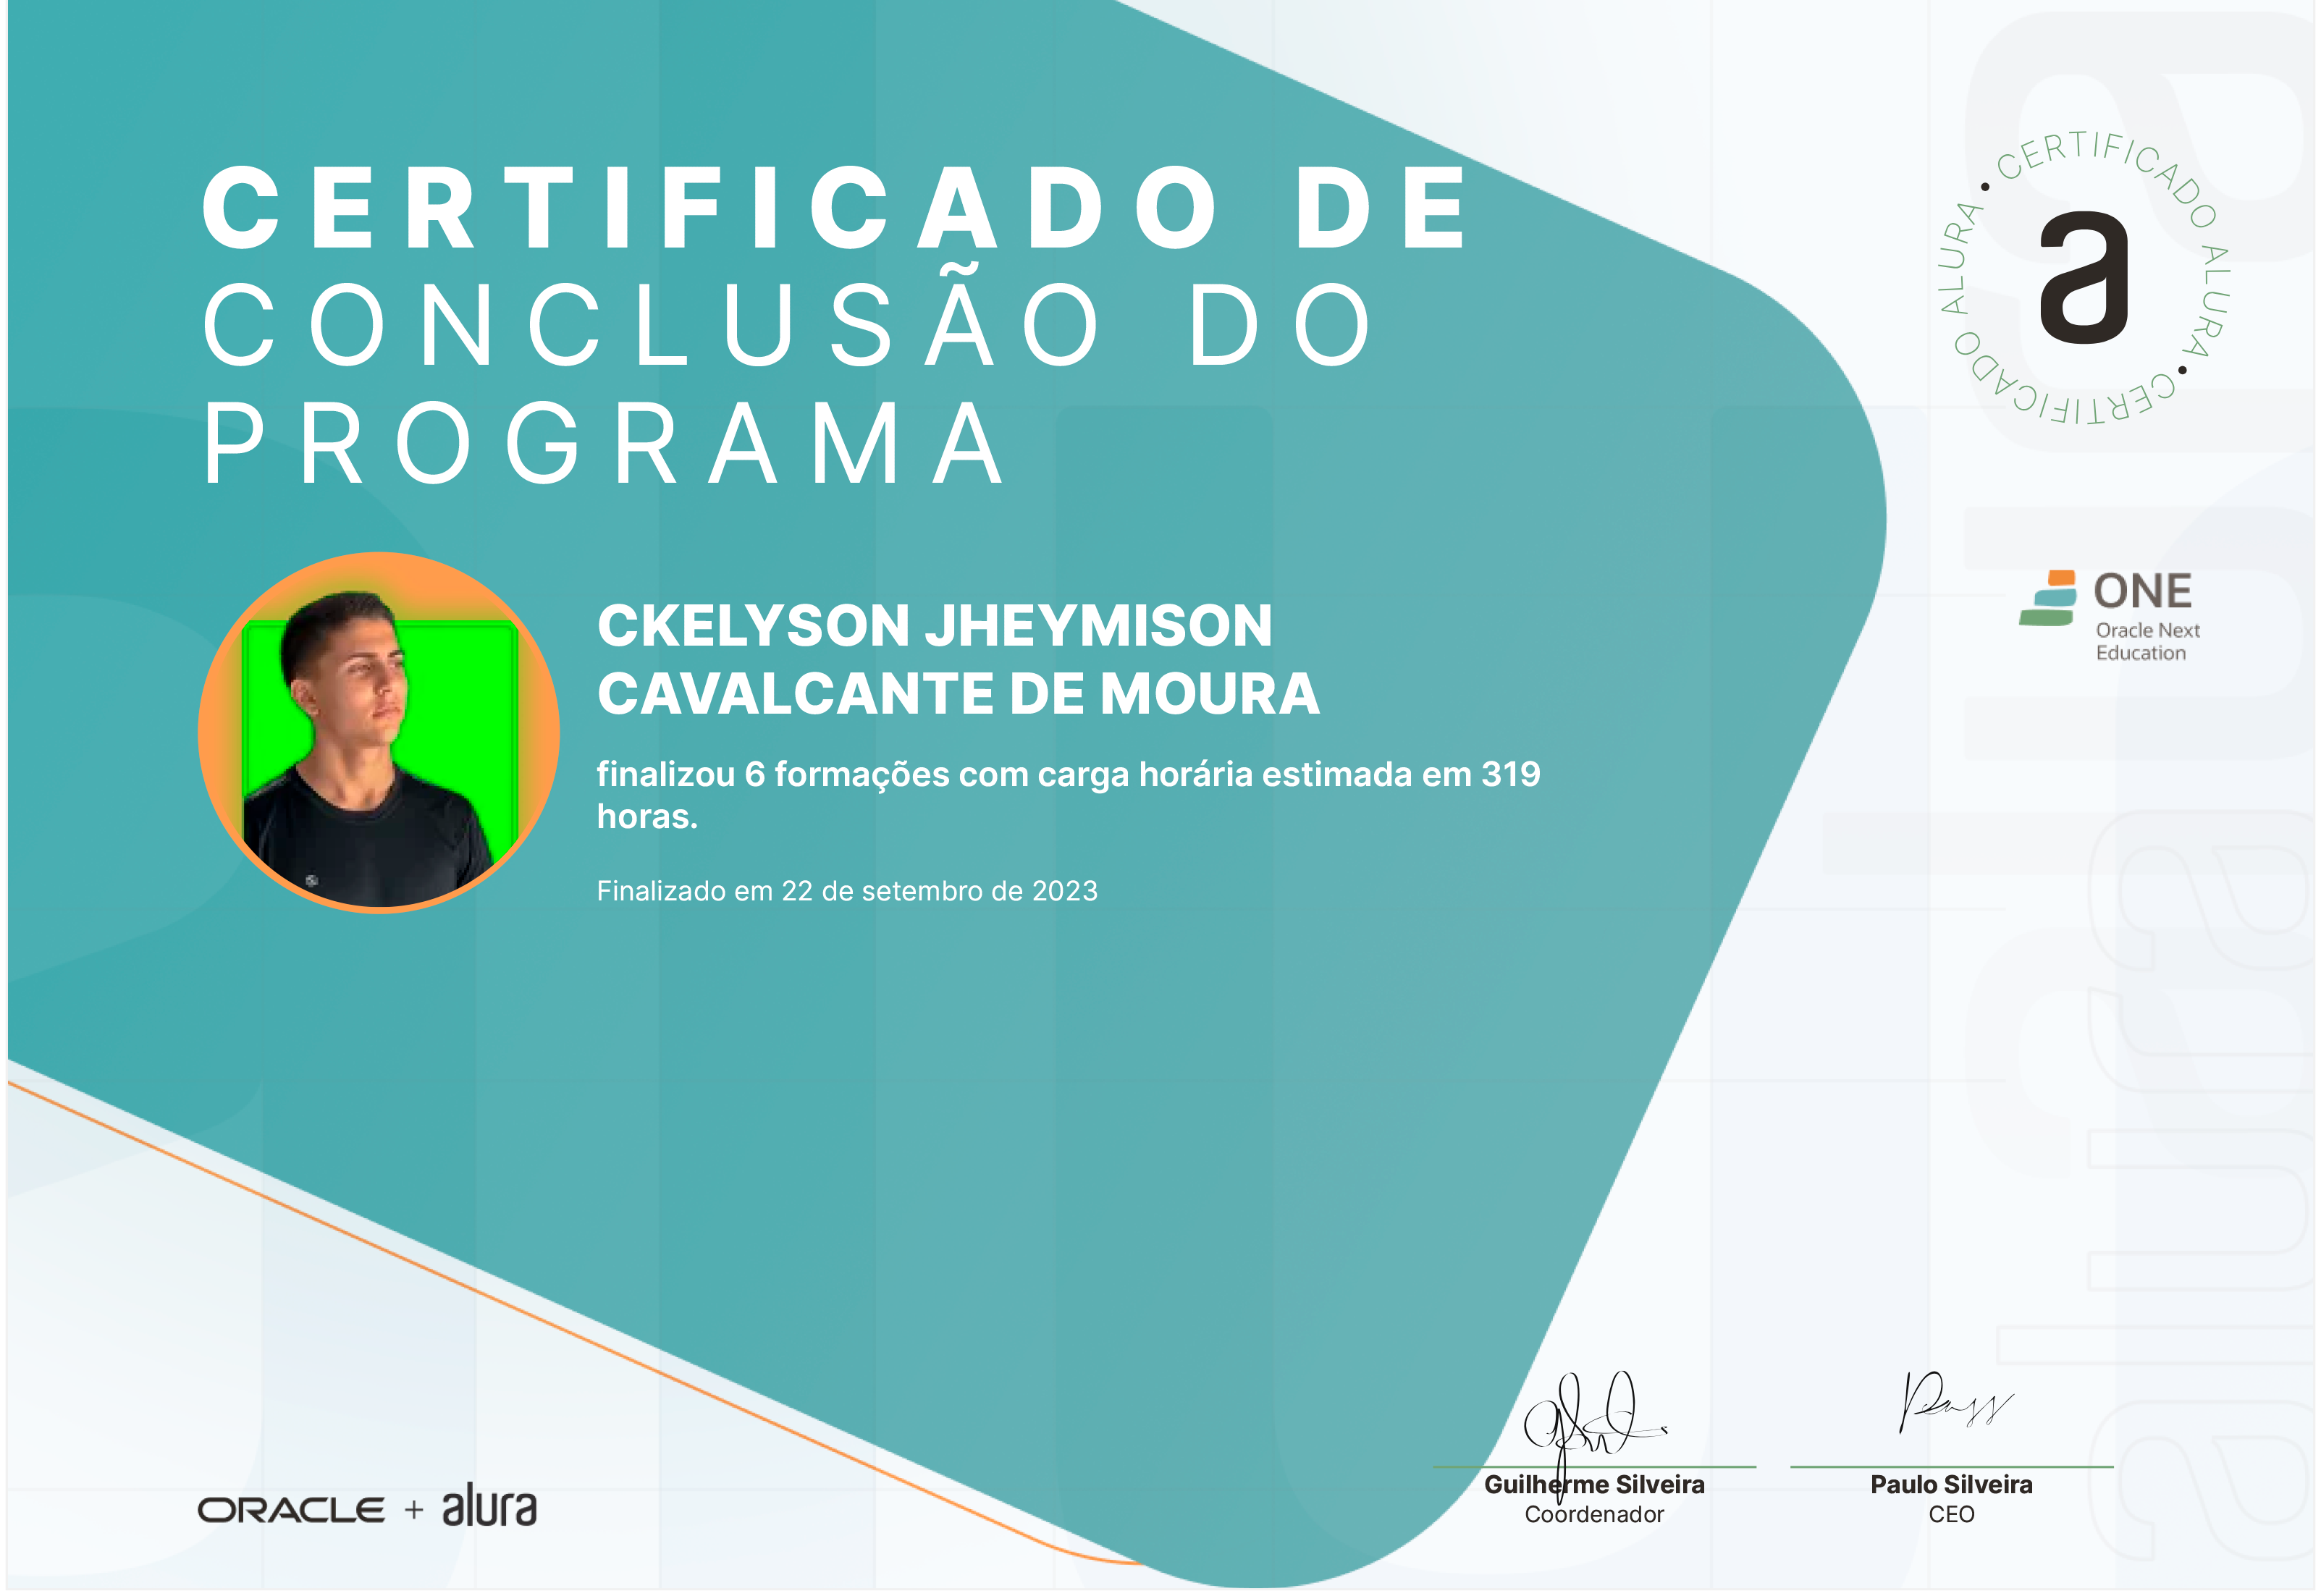 CERTIFICADO DE
CONCLUSÃO DO
PROGRAMA
• CERTIFICADO ALURA • CERTIFICADO ALURA
a
ONE
Oracle Next
Education
CKELYSON JHEYMISON
CAVALCANTE DE MOURA
finalizou 6 formações com carga horária estimada em 319
horas.
Finalizado em 22 de setembro de 2023
alura
ORACLE + alura
Guilherme Silveira
Coordenador
Paulo Silveira
CEO